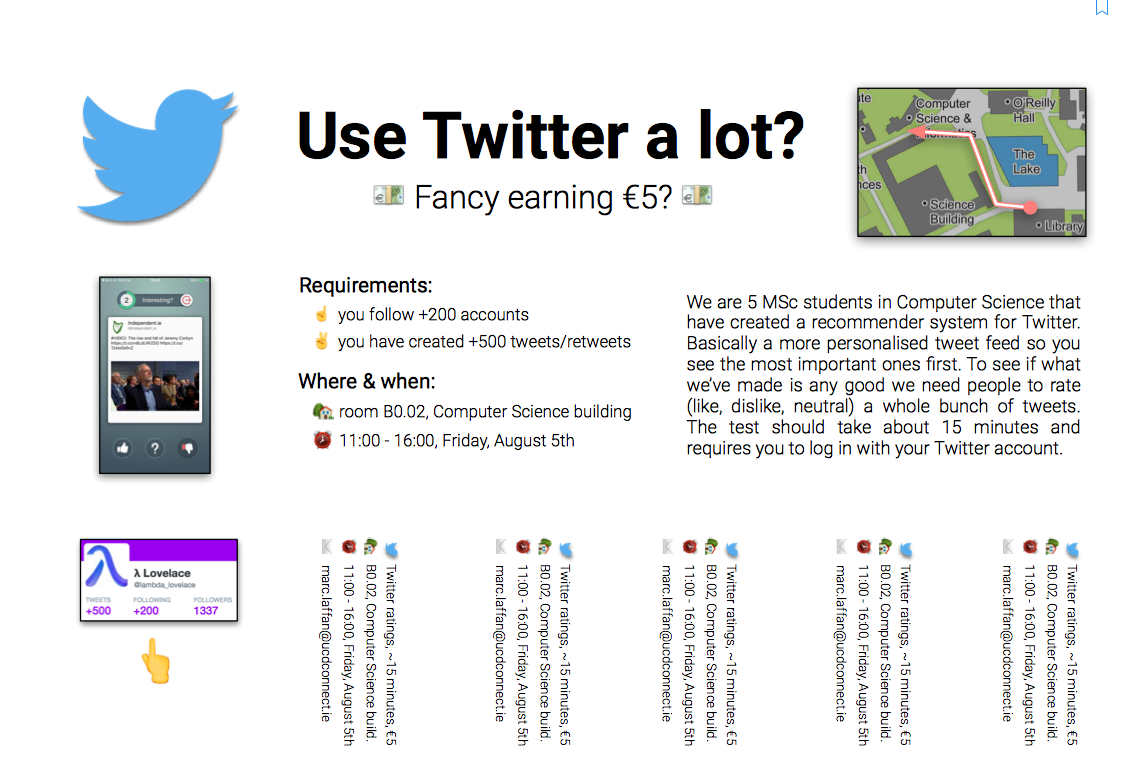 Use Twitter a lot?
Fancy earning €5?
Computer
Science &
O'Reilly
Hall
The
Lake
Science
Building
Library
2
Interesting?
Independent.ie
@independent_ie
#VIDEO: The rise and fall of Jeremy Corbyn
Requirements:
you follow +200 accounts
you have created +500 tweets/retweets
Where & when:
room B0.02, Computer Science building
11:00 - 16:00, Friday, August 5th
We are 5 MSc students in Computer Science that
have created a recommender system for Twitter.
Basically a more personalised tweet feed so you
see the most important ones first. To see if what
we've made is any good we need people to rate
(like, dislike, neutral) a whole bunch of tweets.
The test should take about 15 minutes and
requires you to log in with your Twitter account.
λ Lovelace
@lambda_lovelace
TWEETS FOLLOWING FOLLOWERS
+500 +200 1337
Twitter ratings, ~15 minutes, €5
B0.02, Computer Science build.
11:00 - 16:00, Friday, August 5th
marc.laffan@ucdconnect.ie
Twitter ratings, ~15 minutes, €5
B0.02, Computer Science build.
11:00 - 16:00, Friday, August 5th
marc.laffan@ucdconnect.ie
Twitter ratings, ~15 minutes, €5
B0.02, Computer Science build.
11:00 - 16:00, Friday, August 5th
marc.laffan@ucdconnect.ie
Twitter ratings, ~15 minutes, €5
B0.02, Computer Science build.
11:00 - 16:00, Friday, August 5th
marc.laffan@ucdconnect.ie
Twitter ratings, ~15 minutes, €5
B0.02, Computer Science build.
11:00 - 16:00, Friday, August 5th
marc.laffan@ucdconnect.ie